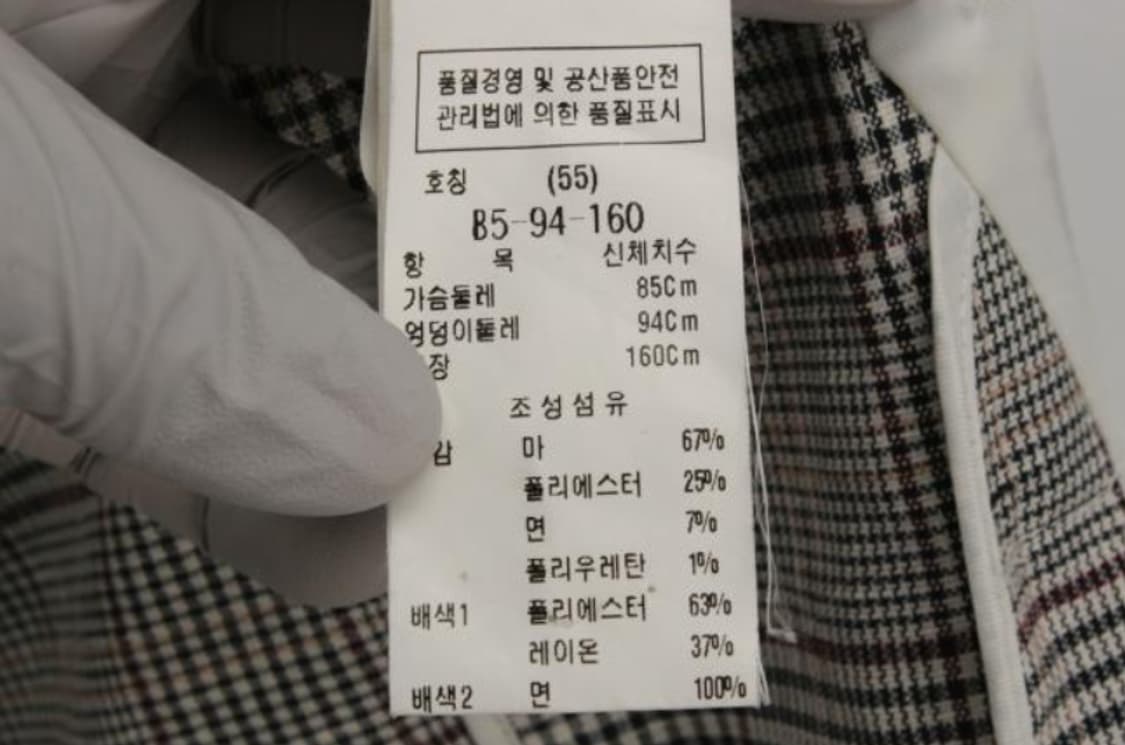 품질경영 및 공산품안전
관리법에 의한 품질표시
호칭 (55)
85-94-160
항 목 신체치수
가슴둘레 85Cm
엉덩이둘레 94Cm
장 160Cm
조성섬유
감 마 67%
폴리에스터 25%
면 7%
폴리우레탄 1%
배색1 폴리에스터 63%
레이온 37%
배색2 면 100%